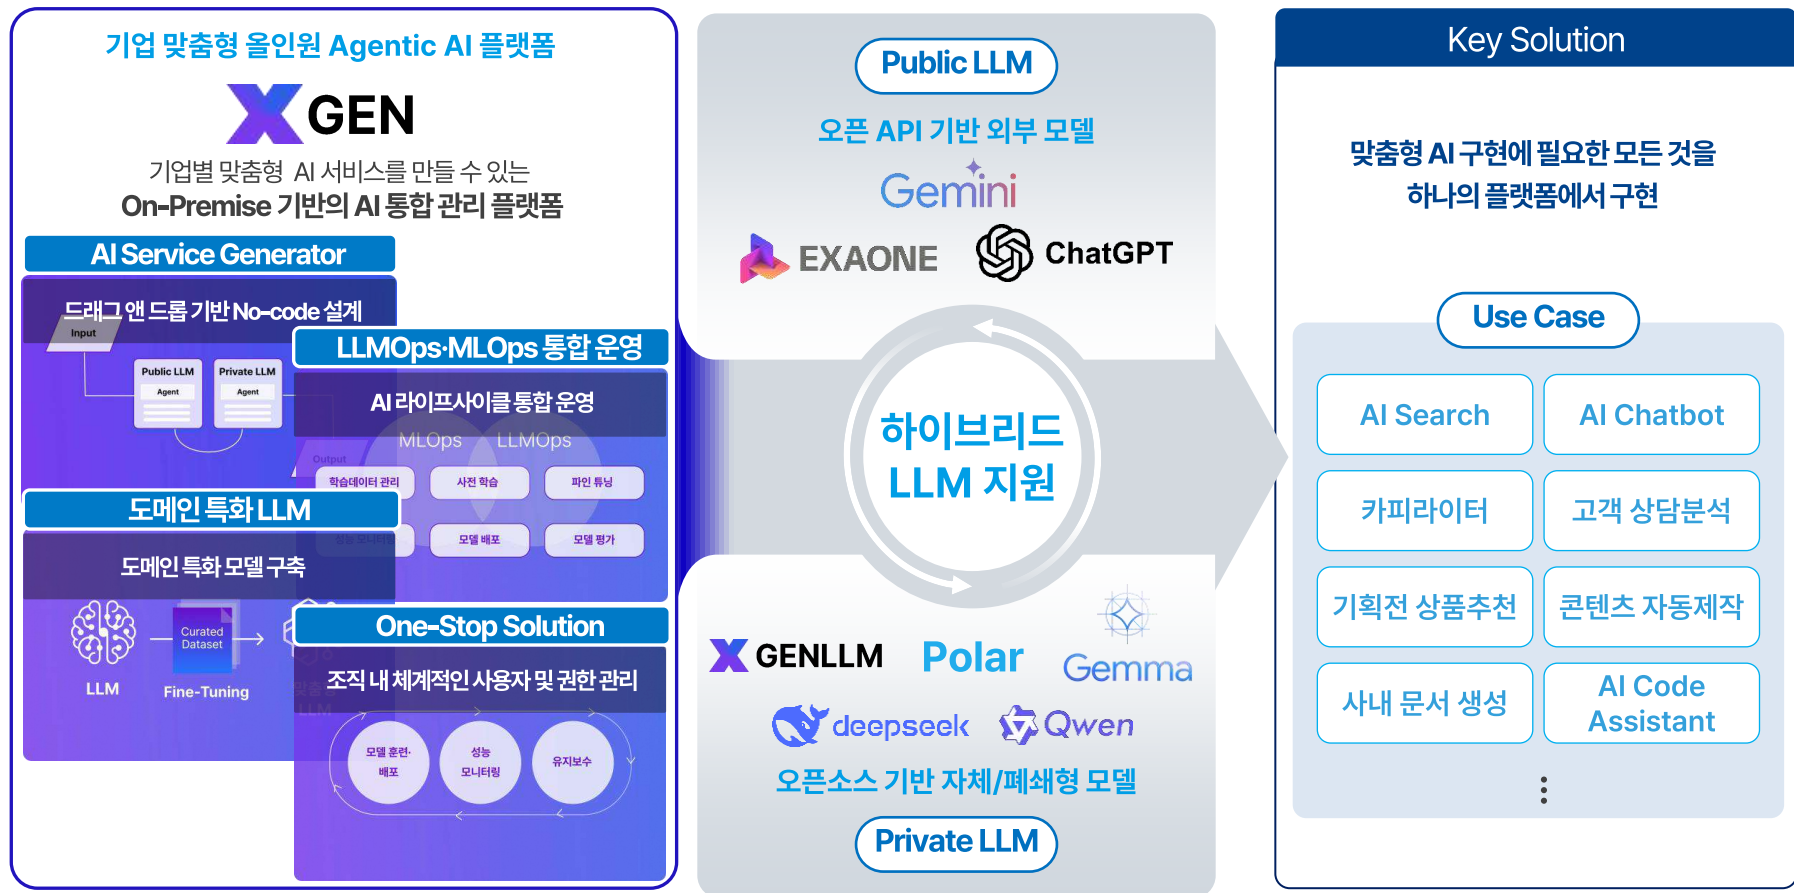 기업 맞춤형 올인원 Agentic AI 플랫폼
XGEN
기업별 맞춤형 AI 서비스를 만들 수 있는
On-Premise 기반의 AI 통합 관리 플랫폼
AI Service Generator
드래그 앤 드롭 기반 No-code 설계
Input
Public LLM
Agent
Private LLM
Agent
Output
LLMOps·MLOps 통합 운영
AI 라이프사이클 통합 운영
MLOps
LLMOps
학습데이터 관리
사전 학습
파인 튜닝
성능 모니터링
모델 배포
모델 평가
도메인 특화 LLM
도메인 특화 모델 구축
LLM
Curated
Dataset
Fine-Tuning
맞춤형
LLM
One-Stop Solution
조직 내 체계적인 사용자 및 권한 관리
모델 훈련·
배포
성능
모니터링
유지보수
Public LLM
오픈 API 기반 외부 모델
Gemini
EXAONE
ChatGPT
하이브리드
LLM 지원
XGENLLM
Polar
Gemma
deepseek
Qwen
오픈소스 기반 자체/폐쇄형 모델
Private LLM
Key Solution
맞춤형 AI 구현에 필요한 모든 것을
하나의 플랫폼에서 구현
Use Case
AI Search
AI Chatbot
카피라이터
고객 상담분석
기획전 상품추천
콘텐츠 자동제작
사내 문서 생성
AI Code
Assistant